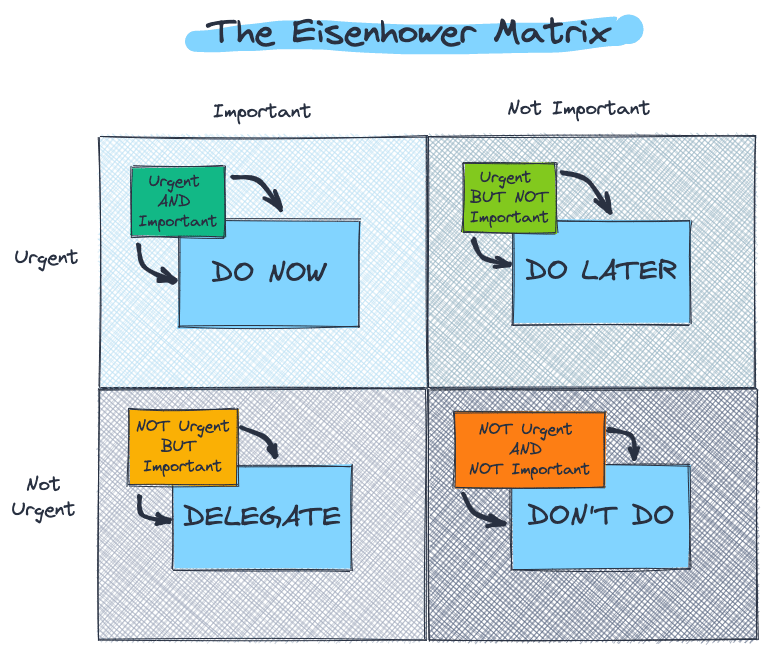 The Eisenhower Matrix
Important
Not Important
Urgent
Urgent
AND
Important
DO NOW
Urgent
BUT NOT
Important
DO LATER
Not
Urgent
NOT Urgent
BUT
Important
DELEGATE
NOT Urgent
AND
NOT Important
DON'T DO